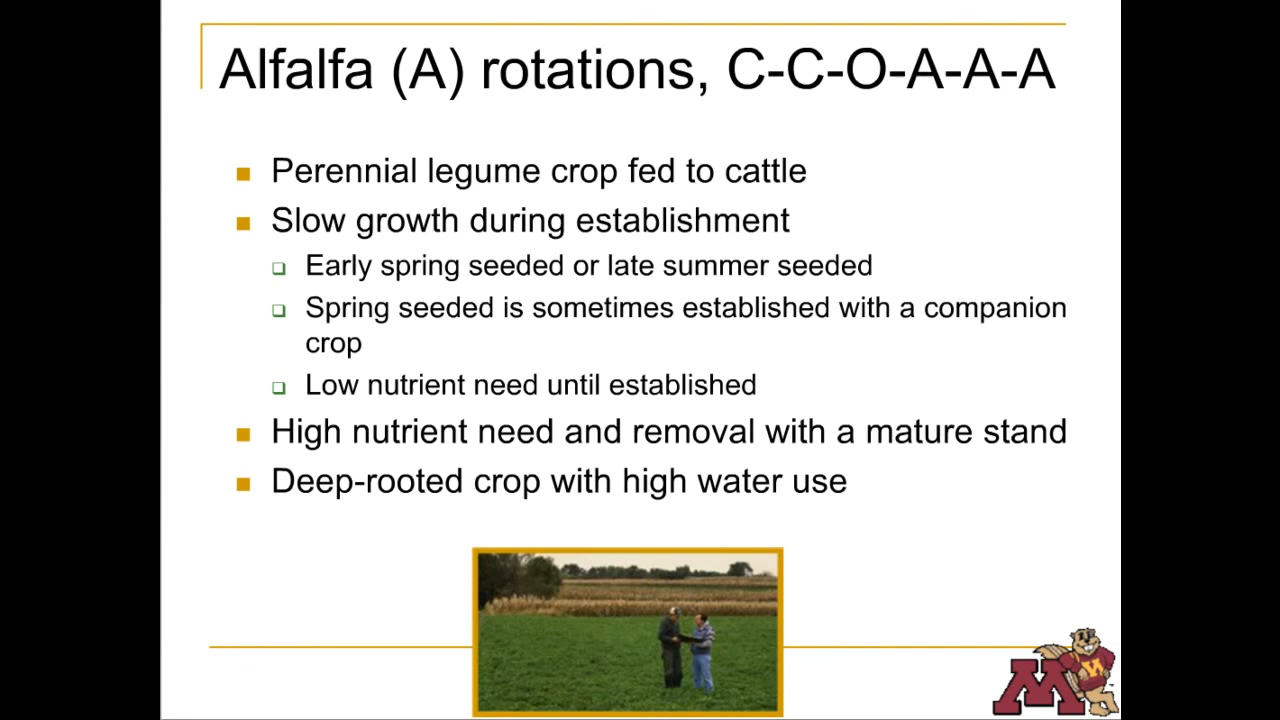 Alfalfa (A) rotations, C-C-O-A-A-A
Perennial legume crop fed to cattle
Slow growth during establishment
Early spring seeded or late summer seeded
Spring seeded is sometimes established with a companion
crop
Low nutrient need until established
High nutrient need and removal with a mature stand
Deep-rooted crop with high water use
M